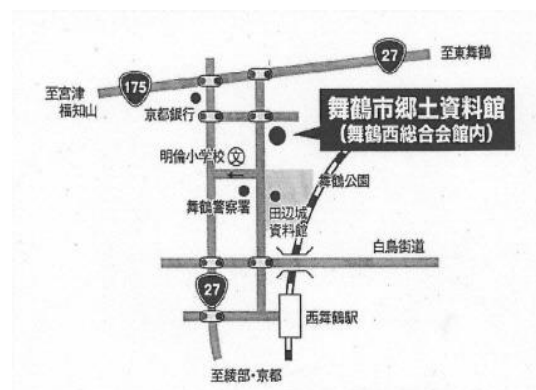 27
至東舞鶴
175
至宮津
福知山
京都銀行
舞鶴市郷土資料館
(舞鶴西総合会館内)
明倫小学校
文
舞鶴公園
舞鶴警察署
田辺城
資料館
白鳥街道
27
西舞鶴駅
至綾部・京都